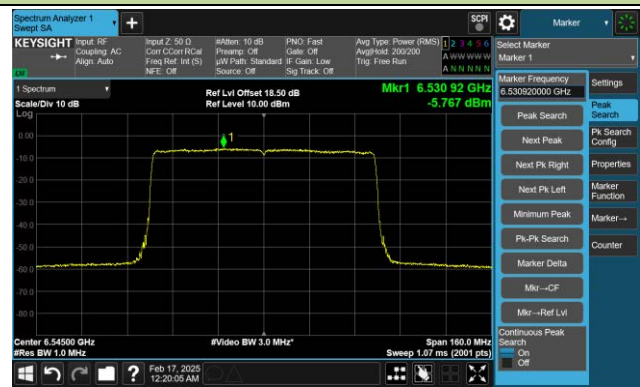 Spectrum Analyzer 1
Swept SA
SCPI
Marker
KEYSIGHT
Input: RF
Coupling: AC
Align: Auto
Input Z: 50 Ω
Corr CCorr RCal
Freq Ref: Int (S)
NFE: Off
#Atten: 10 dB
Preamp: Off
µW Path: Standard
Source: Off
PNO: Fast
Gate: Off
IF Gain: Low
Sig Track: Off
Avg Type: Power (RMS)
Avg|Hold: 200/200
Trig: Free Run
1 2 3 4 5 6
A W W W W W
A N N N N N
Select Marker
Marker 1
1 Spectrum
Scale/Div 10 dB
Log
Ref Lvl Offset 18.50 dB
Ref Level 10.00 dBm
Mkr1 6.530 92 GHz
-5.767 dBm
1
0.00
-10.0
-20.0
-30.0
-40.0
-50.0
-60.0
-70.0
-80.0
Center 6.54500 GHz
#Res BW 1.0 MHz
#Video BW 3.0 MHz*
Span 160.0 MHz
Sweep 1.07 ms (2001 pts)
Marker Frequency
6.530920000 GHz
Peak Search
Next Peak
Next Pk Right
Next Pk Left
Minimum Peak
Pk-Pk Search
Marker Delta
Mkr→CF
Mkr→Ref Lvl
Continuous Peak
Search
On
Off
Settings
Peak
Search
Pk Search
Config
Properties
Marker
Function
Marker→
Counter
?
Feb 17, 2025
12:20:05 AM